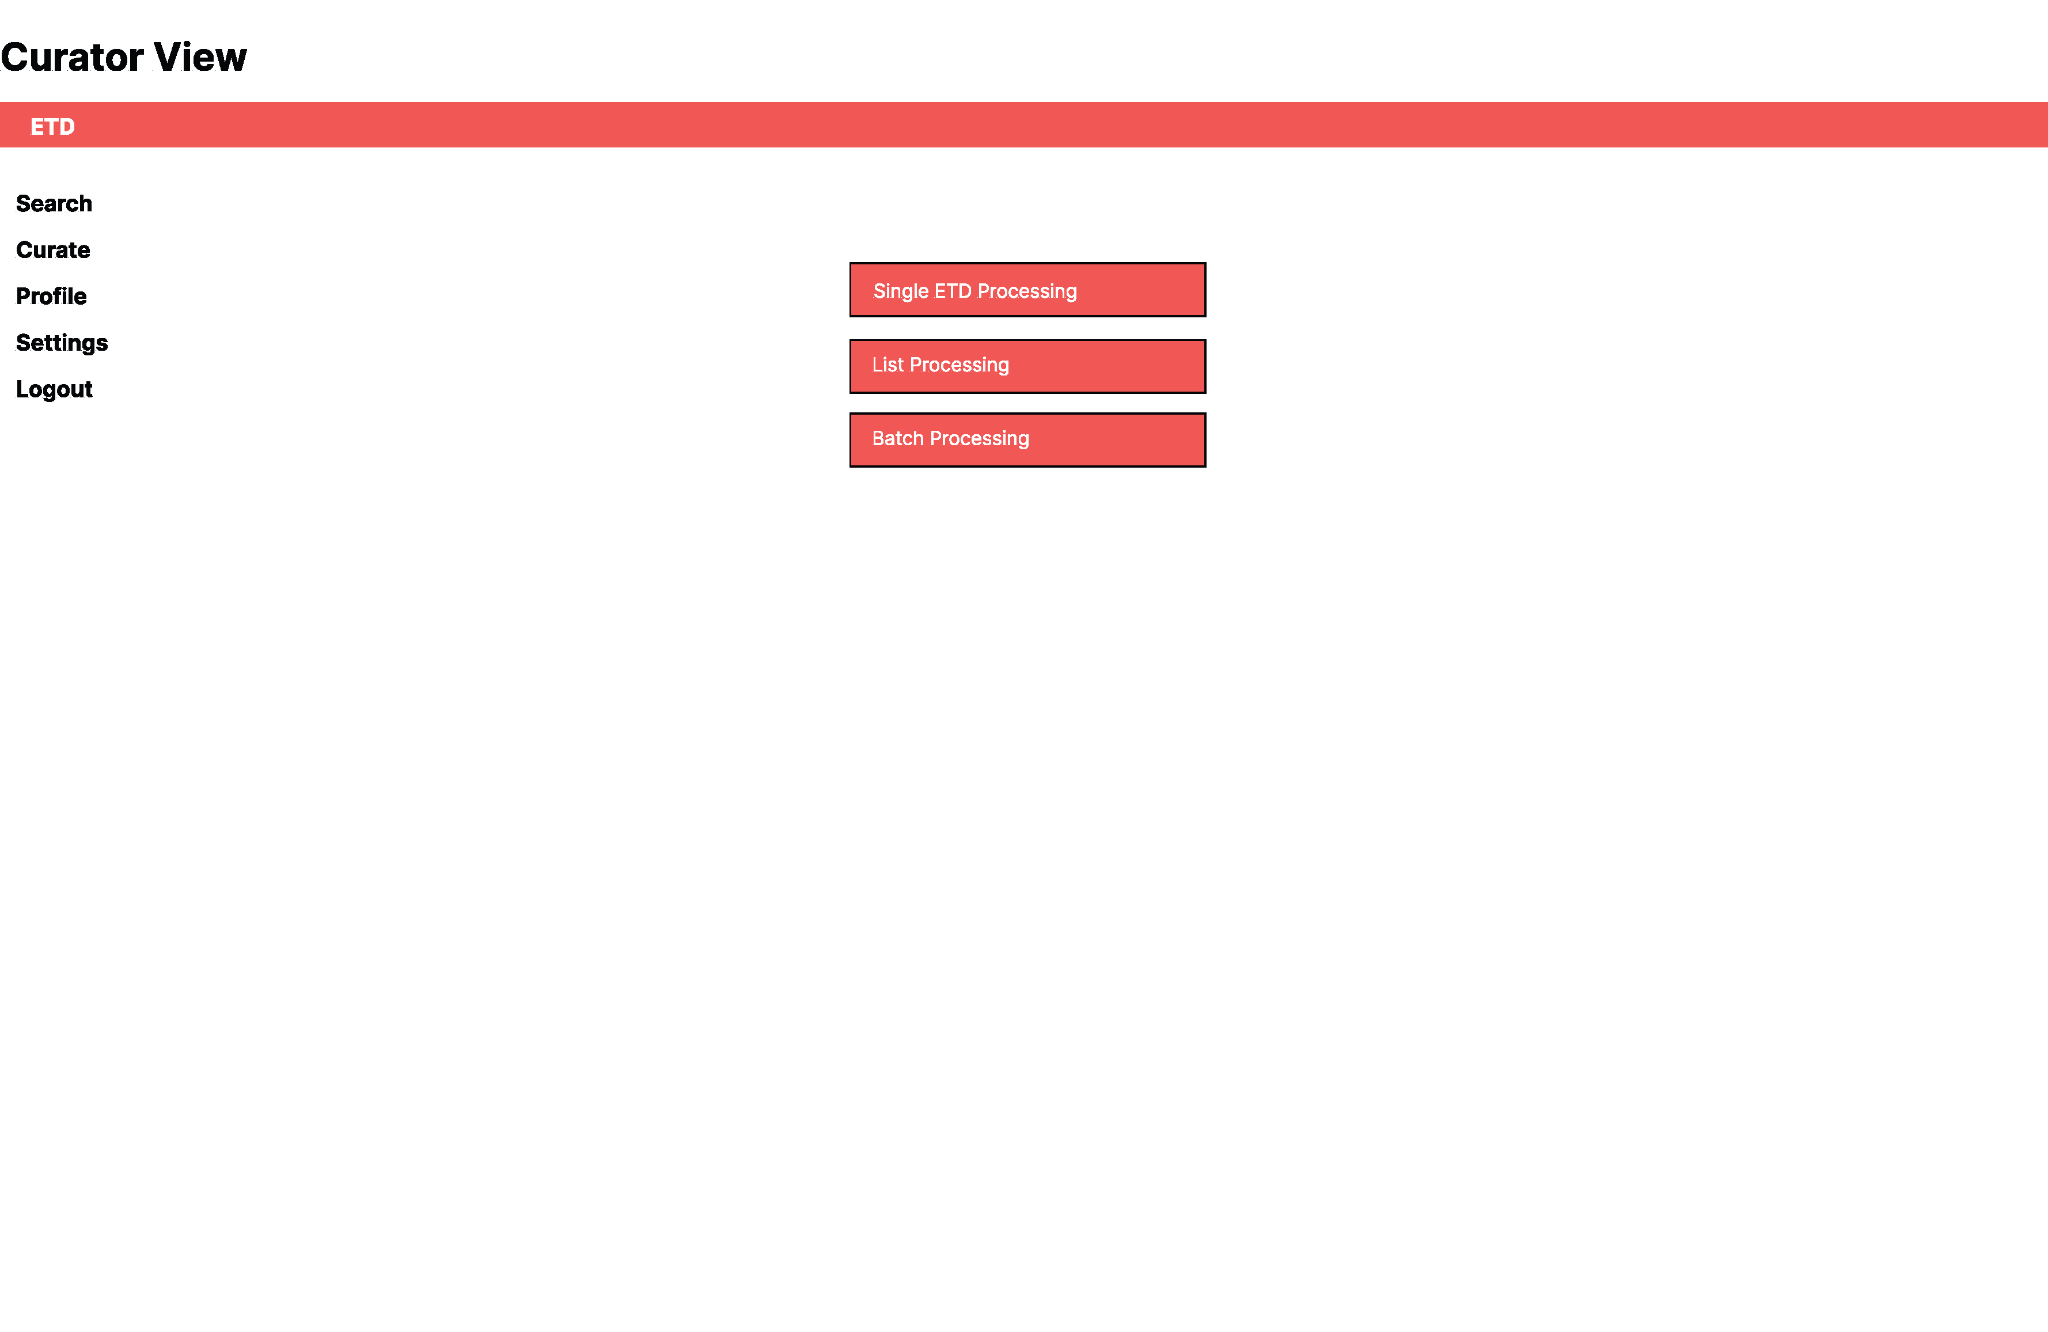 Curator View
ETD
Search
Curate
Profile
Settings
Logout
Single ETD Processing
List Processing
Batch Processing